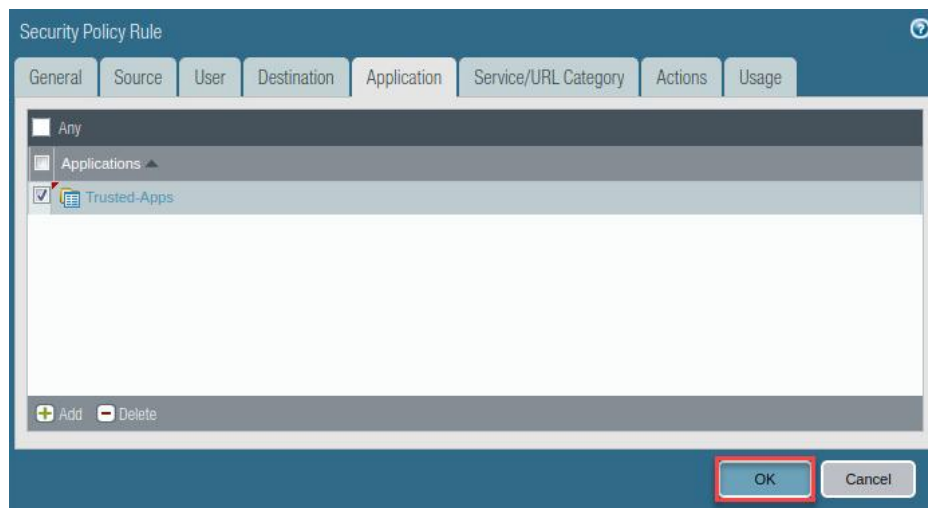 Security Policy Rule
General Source User Destination Application Service/URL Category Actions Usage
Any
Applications
Trusted-Apps
Add Delete
OK Cancel